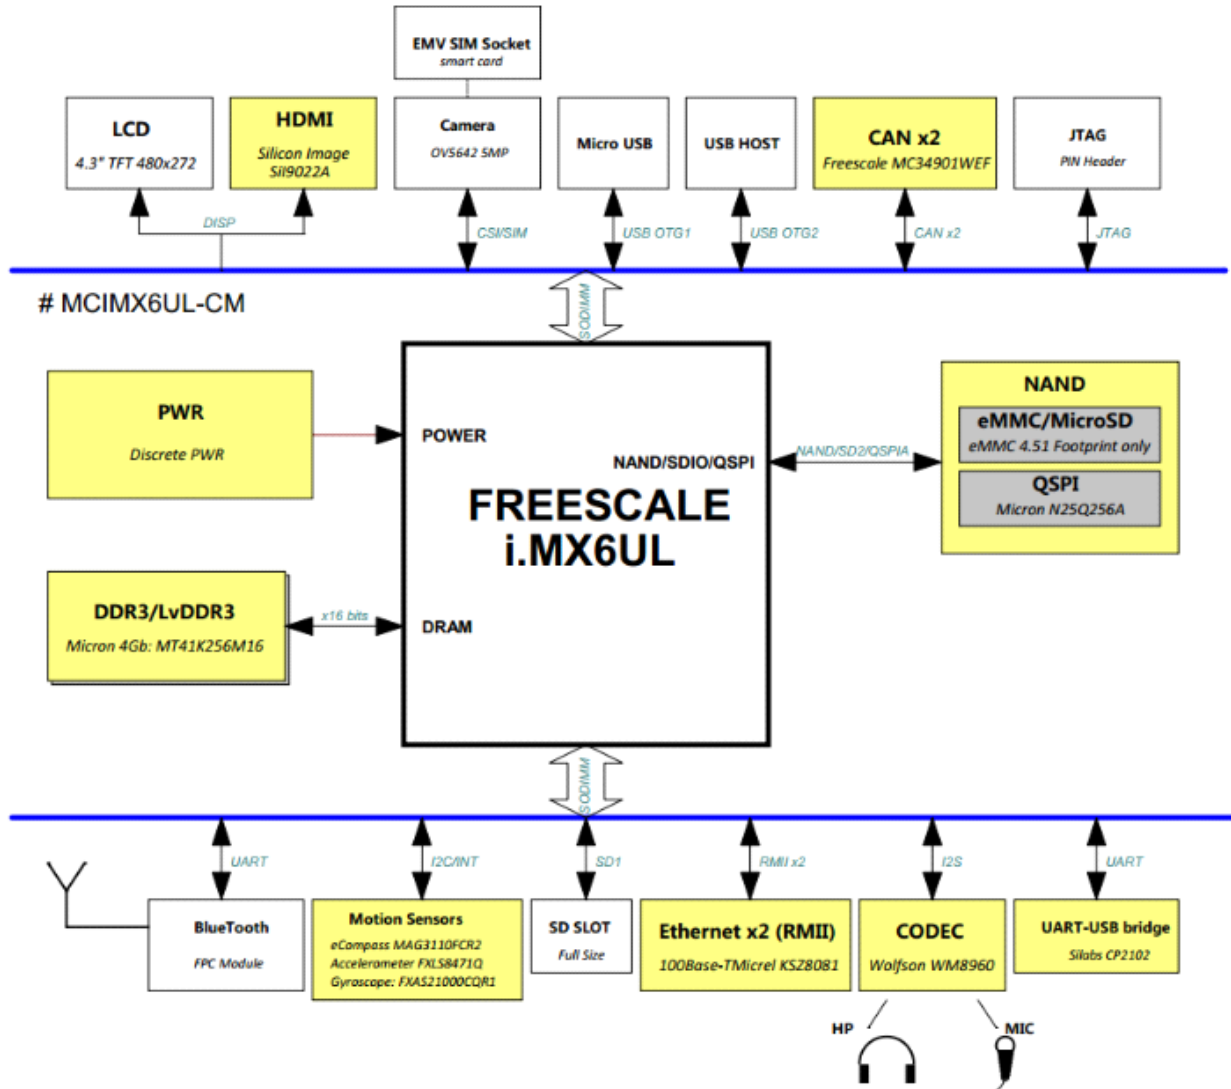 EMV SIM Socket
smart card
LCD
4.3" TFT 480x272
HDMI
Silicon Image
SiI9022A
Camera
OV5642 5MP
Micro USB
USB HOST
CAN x2
Freescale MC34901WEF
JTAG
PIN Header
DISP
CSI/SIM
USB OTG1
USB OTG2
CAN x2
JTAG
# MCIMX6UL-CM
SODIMM
PWR
Discrete PWR
POWER
NAND/SDIO/QSPI
FREESCALE
i.MX6UL
NAND/SD2/QSPIA
NAND
eMMC/MicroSD
eMMC 4.51 Footprint only
QSPI
Micron N25Q256A
DDR3/LvDDR3
Micron 4Gb: MT41K256M16
x16 bits
DRAM
SODIMM
UART
I2C/INT
SD1
RMII x2
I2S
UART
BlueTooth
FPC Module
Motion Sensors
eCompass MAG3110FCR2
Accelerometer FXLS8471Q
Gyroscape: FXAS21000CQR1
SD SLOT
Full Size
Ethernet x2 (RMII)
100Base-TMicrel KSZ8081
CODEC
Wolfson WM8960
UART-USB bridge
Silabs CP2102
HP
MIC